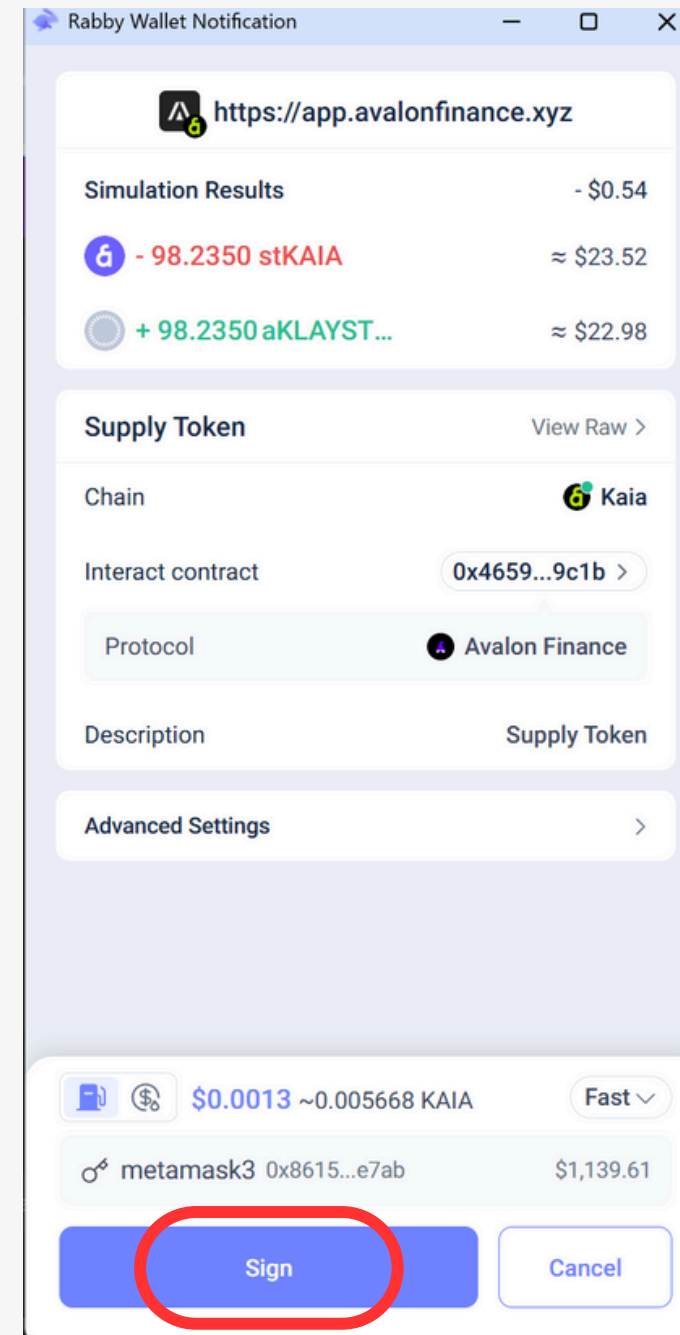 Rabby Wallet Notification
https://app.avalonfinance.xyz
Simulation Results - $0.54
- 98.2350 stKAIA ≈ $23.52
+ 98.2350 aKLAYST... ≈ $22.98
Supply Token View Raw >
Chain Kaia
Interact contract 0x4659...9c1b >
Protocol Avalon Finance
Description Supply Token
Advanced Settings >
$0.0013 ~0.005668 KAIA Fast
metamask3 0x8615...e7ab $1,139.61
Sign Cancel